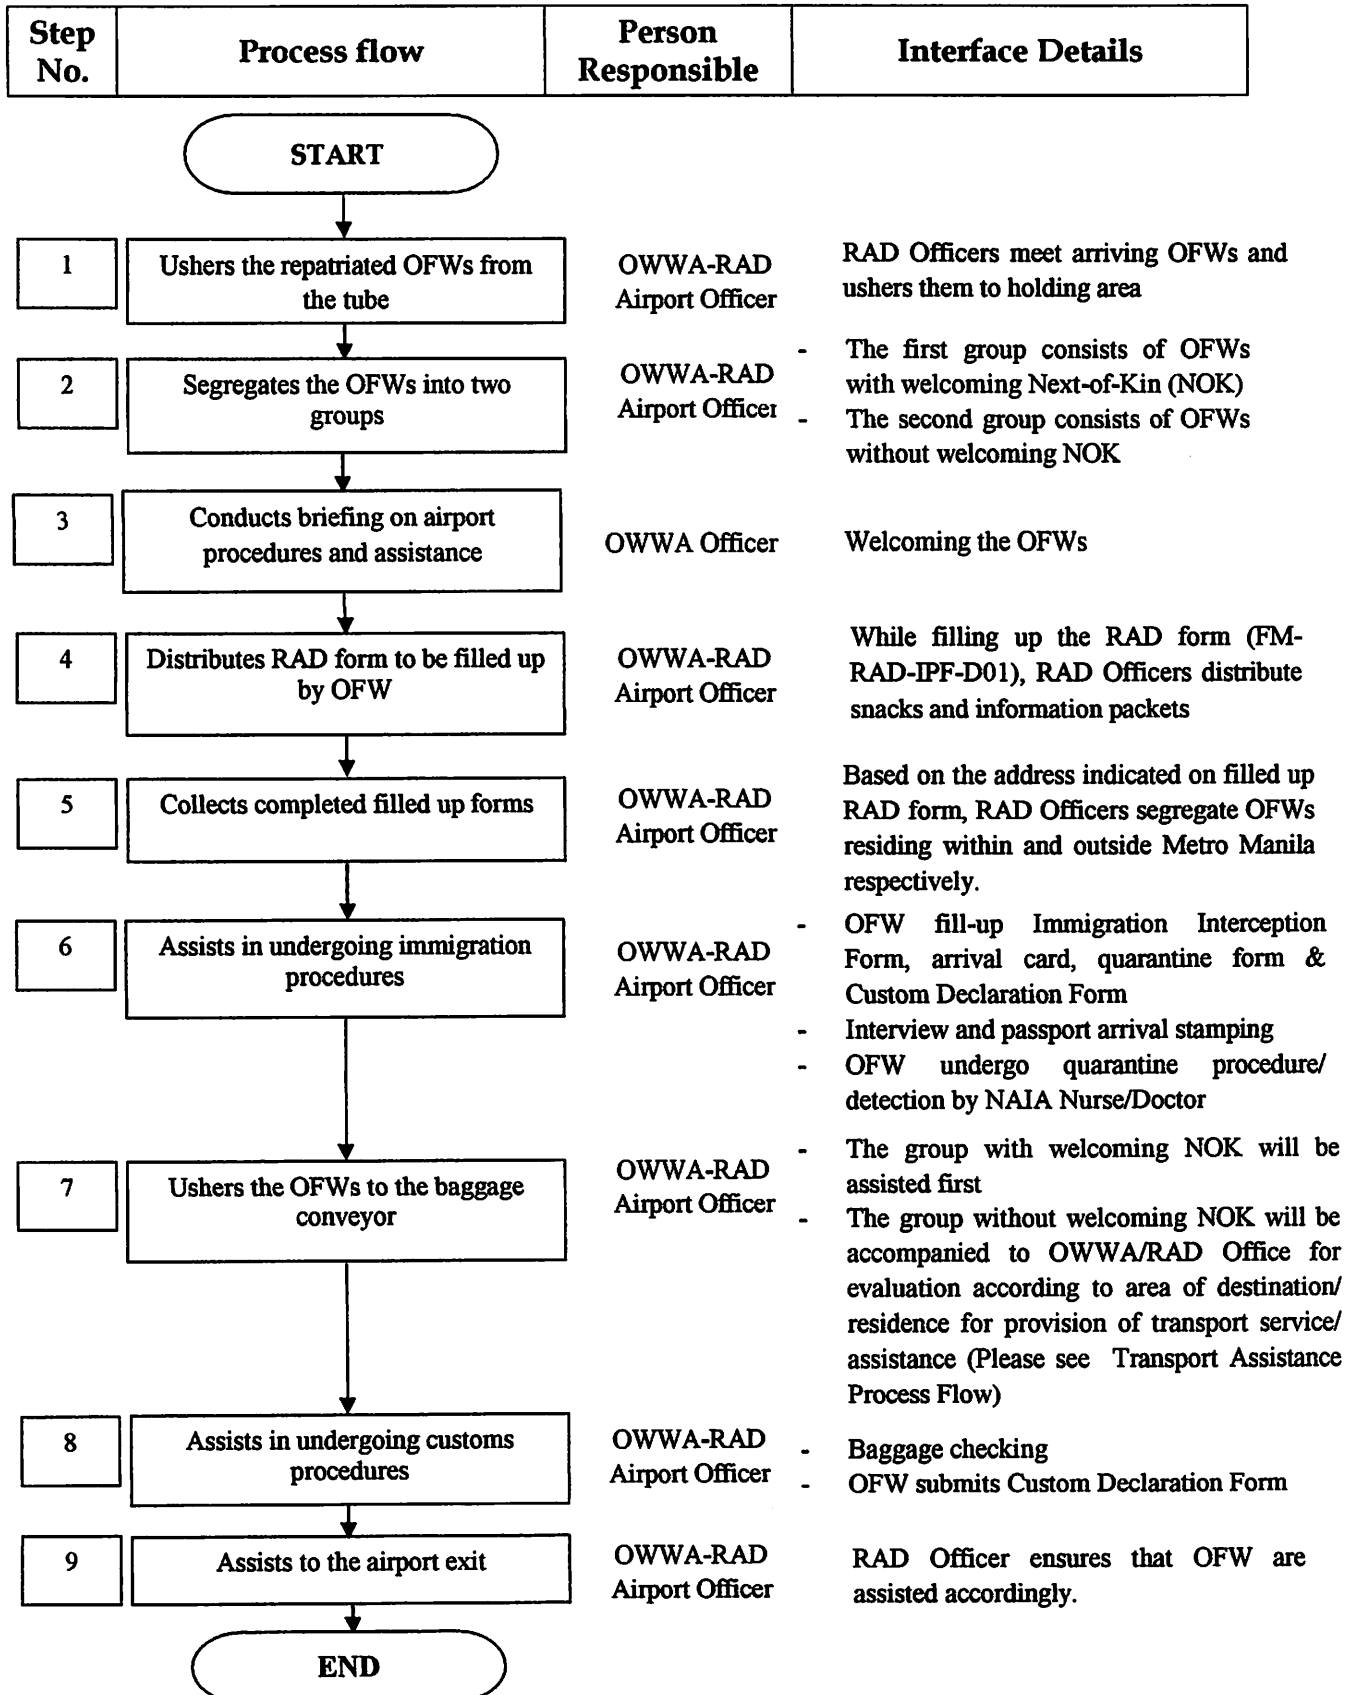 Step
No.
Process flow
Person
Responsible
Interface Details
START
1
Ushers the repatriated OFWs from
the tube
OWWA-RAD
Airport Officer
RAD Officers meet arriving OFWs and
ushers them to holding area
2
Segregates the OFWs into two
groups
OWWA-RAD
Airport Officer
- The first group consists of OFWs
with welcoming Next-of-Kin (NOK)
- The second group consists of OFWs
without welcoming NOK
3
Conducts briefing on airport
procedures and assistance
OWWA Officer
Welcoming the OFWs
4
Distributes RAD form to be filled up
by OFW
OWWA-RAD
Airport Officer
While filling up the RAD form (FM-
RAD-IPF-D01), RAD Officers distribute
snacks and information packets
5
Collects completed filled up forms
OWWA-RAD
Airport Officer
Based on the address indicated on filled up
RAD form, RAD Officers segregate OFWs
residing within and outside Metro Manila
respectively.
6
Assists in undergoing immigration
procedures
OWWA-RAD
Airport Officer
- OFW fill-up Immigration Interception
Form, arrival card, quarantine form &
Custom Declaration Form
- Interview and passport arrival stamping
- OFW undergo quarantine procedure/
detection by NAIA Nurse/Doctor
7
Ushers the OFWs to the baggage
conveyor
OWWA-RAD
Airport Officer
- The group with welcoming NOK will be
assisted first
- The group without welcoming NOK will be
accompanied to OWWA/RAD Office for
evaluation according to area of destination/
residence for provision of transport service/
assistance (Please see Transport Assistance
Process Flow)
8
Assists in undergoing customs
procedures
OWWA-RAD
Airport Officer
- Baggage checking
- OFW submits Custom Declaration Form
9
Assists to the airport exit
OWWA-RAD
Airport Officer
RAD Officer ensures that OFW are
assisted accordingly.
END